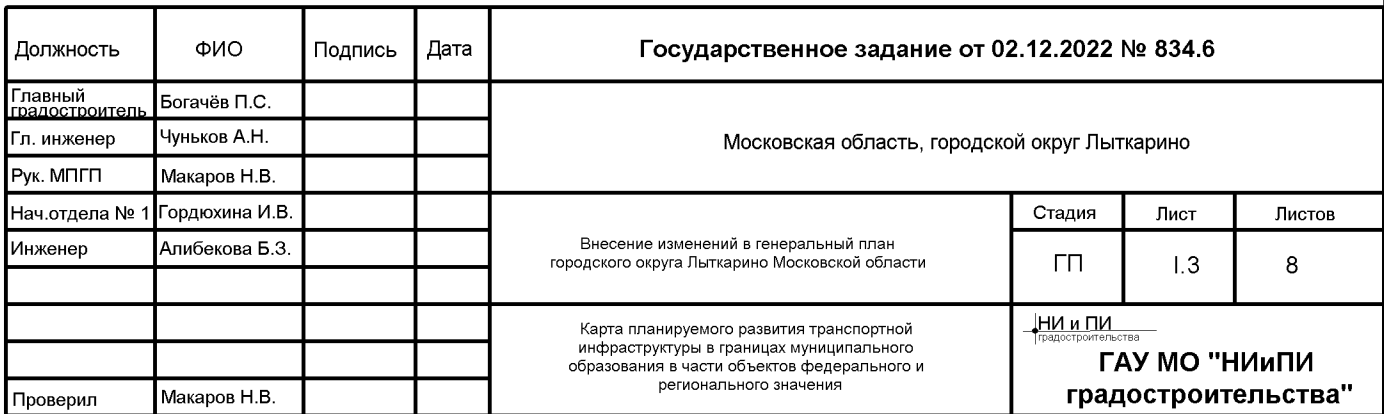 Должность ФИО Подпись Дата Государственное задание от 02.12.2022 № 834.6
Главный
градостроитель Богачёв П.С.
Гл. инженер Чуньков А.Н.
Московская область, городской округ Лыткарино
Рук. МПГП Макаров Н.В.
Нач.отдела № 1 Гордюхина И.В.
Инженер Алибекова Б.З.
Внесение изменений в генеральный план
городского округа Лыткарино Московской области
Стадия Лист Листов
ГП I.3 8
Карта планируемого развития транспортной
инфраструктуры в границах муниципального
образования в части объектов федерального и
регионального значения
НИ и ПИ
градостроительства
ГАУ МО "НИиПИ
градостроительства"
Проверил Макаров Н.В.